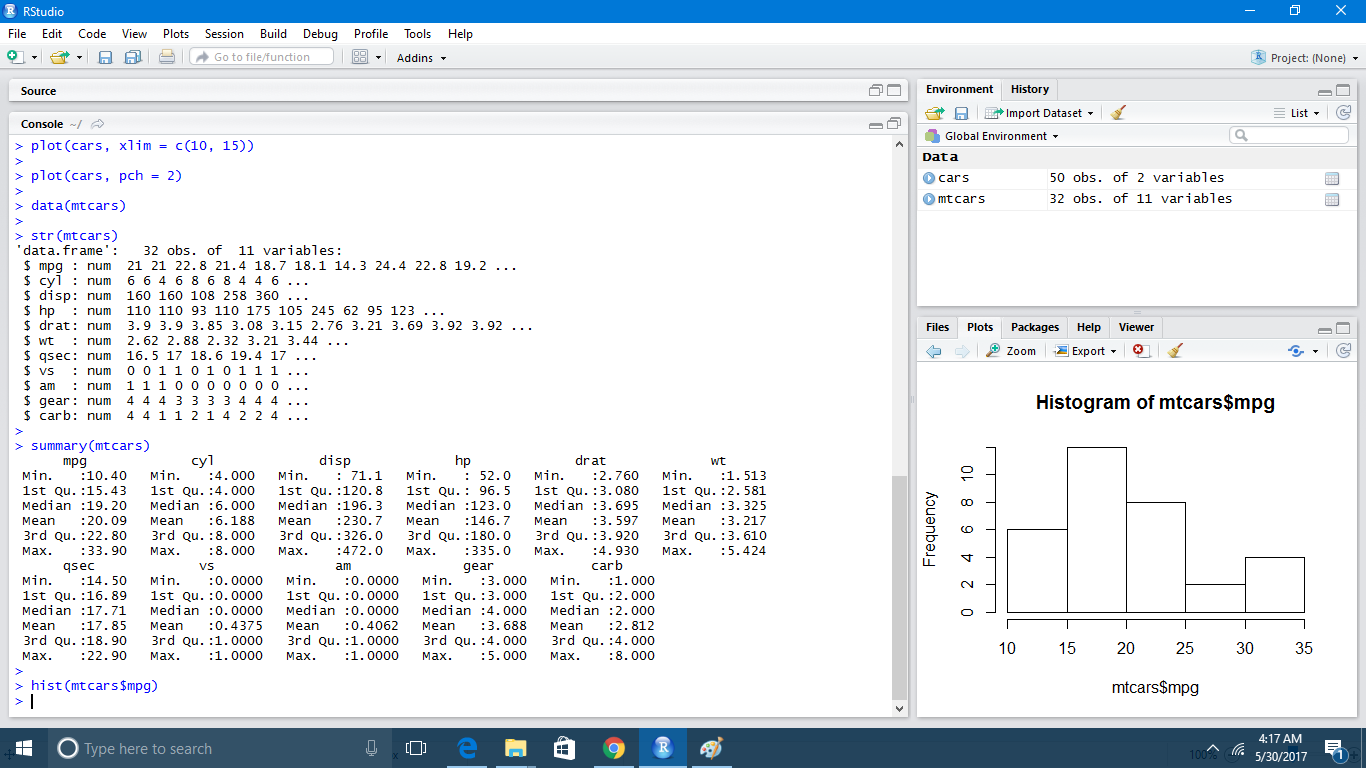 RStudio
File Edit Code View Plots Session Build Debug Profile Tools Help
Go to file/function Addins Project: (None)
Source
Console ~/
> plot(cars, xlim = c(10, 15))
>
> plot(cars, pch = 2)
>
> data(mtcars)
>
> str(mtcars)
'data.frame':   32 obs. of  11 variables:
 $ mpg : num  21 21 22.8 21.4 18.7 18.1 14.3 24.4 22.8 19.2 ...
 $ cyl : num  6 6 4 6 8 6 8 4 4 6 ...
 $ disp: num  160 160 108 258 360 ...
 $ hp  : num  110 110 93 110 175 105 245 62 95 123 ...
 $ drat: num  3.9 3.9 3.85 3.08 3.15 2.76 3.21 3.69 3.92 3.92 ...
 $ wt  : num  2.62 2.88 2.32 3.21 3.44 ...
 $ qsec: num  16.5 17 18.6 19.4 17 ...
 $ vs  : num  0 0 1 1 0 1 0 1 1 1 ...
 $ am  : num  1 1 1 0 0 0 0 0 0 0 ...
 $ gear: num  4 4 4 3 3 3 3 4 4 4 ...
 $ carb: num  4 4 1 1 2 1 4 2 2 4 ...
>
> summary(mtcars)
      mpg             cyl             disp             hp             drat             wt
 Min.   :10.40   Min.   :4.000   Min.   : 71.1   Min.   : 52.0   Min.   :2.760   Min.   :1.513
 1st Qu.:15.43   1st Qu.:4.000   1st Qu.:120.8   1st Qu.: 96.5   1st Qu.:3.080   1st Qu.:2.581
 Median :19.20   Median :6.000   Median :196.3   Median :123.0   Median :3.695   Median :3.325
 Mean   :20.09   Mean   :6.188   Mean   :230.7   Mean   :146.7   Mean   :3.597   Mean   :3.217
 3rd Qu.:22.80   3rd Qu.:8.000   3rd Qu.:326.0   3rd Qu.:180.0   3rd Qu.:3.920   3rd Qu.:3.610
 Max.   :33.90   Max.   :8.000   Max.   :472.0   Max.   :335.0   Max.   :4.930   Max.   :5.424
      qsec             vs               am              gear            carb
 Min.   :14.50   Min.   :0.0000   Min.   :0.0000   Min.   :3.000   Min.   :1.000
 1st Qu.:16.89   1st Qu.:0.0000   1st Qu.:0.0000   1st Qu.:3.000   1st Qu.:2.000
 Median :17.71   Median :0.0000   Median :0.0000   Median :4.000   Median :2.000
 Mean   :17.85   Mean   :0.4375   Mean   :0.4062   Mean   :3.688   Mean   :2.812
 3rd Qu.:18.90   3rd Qu.:1.0000   3rd Qu.:1.0000   3rd Qu.:4.000   3rd Qu.:4.000
 Max.   :22.90   Max.   :1.0000   Max.   :1.0000   Max.   :5.000   Max.   :8.000
>
> hist(mtcars$mpg)
>
Environment History
Import Dataset List
Global Environment
Data
cars 50 obs. of 2 variables
mtcars 32 obs. of 11 variables
Files Plots Packages Help Viewer
Zoom Export
Histogram of mtcars$mpg
Frequency
0 2 4 6 8 10
10 15 20 25 30 35
mtcars$mpg
Type here to search
100%
4:17 AM
5/30/2017
1